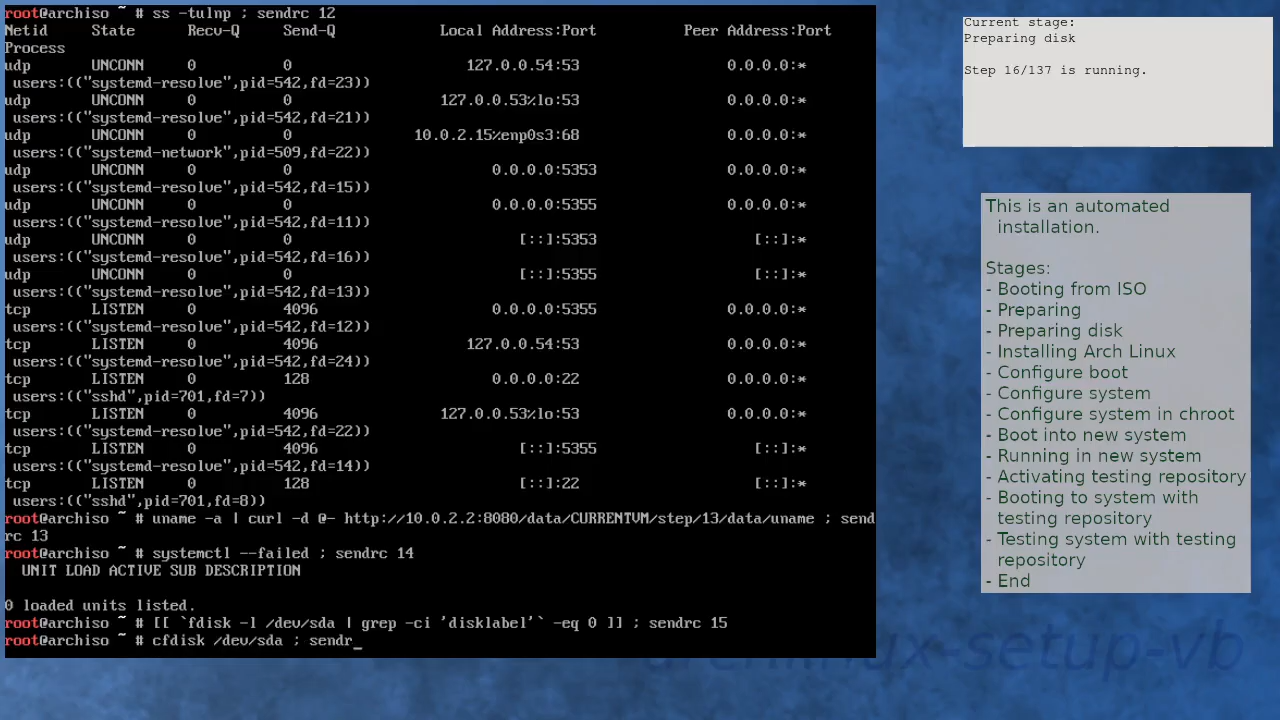 root@archiso ~ # ss -tulnp ; sendrc 12
Netid State Recv-Q Send-Q Local Address:Port Peer Address:Port
Process
udp UNCONN 0 0 127.0.0.54:53 0.0.0.0:*
users:(("systemd-resolve",pid=542,fd=23))
udp UNCONN 0 0 127.0.0.53%lo:53 0.0.0.0:*
users:(("systemd-resolve",pid=542,fd=21))
udp UNCONN 0 0 10.0.2.15%enp0s3:68 0.0.0.0:*
users:(("systemd-network",pid=509,fd=22))
udp UNCONN 0 0 0.0.0.0:5353 0.0.0.0:*
users:(("systemd-resolve",pid=542,fd=15))
udp UNCONN 0 0 0.0.0.0:5355 0.0.0.0:*
users:(("systemd-resolve",pid=542,fd=11))
udp UNCONN 0 0 [::]:5353 [::]:*
users:(("systemd-resolve",pid=542,fd=16))
udp UNCONN 0 0 [::]:5355 [::]:*
users:(("systemd-resolve",pid=542,fd=13))
tcp LISTEN 0 4096 0.0.0.0:5355 0.0.0.0:*
users:(("systemd-resolve",pid=542,fd=12))
tcp LISTEN 0 4096 127.0.0.54:53 0.0.0.0:*
users:(("systemd-resolve",pid=542,fd=24))
tcp LISTEN 0 128 0.0.0.0:22 0.0.0.0:*
users:(("sshd",pid=701,fd=7))
tcp LISTEN 0 4096 127.0.0.53%lo:53 0.0.0.0:*
users:(("systemd-resolve",pid=542,fd=22))
tcp LISTEN 0 4096 [::]:5355 [::]:*
users:(("systemd-resolve",pid=542,fd=14))
tcp LISTEN 0 128 [::]:22 [::]:*
users:(("sshd",pid=701,fd=8))
root@archiso ~ # uname -a | curl -d @- http://10.0.2.2:8080/data/CURRENTVM/step/13/data/uname ; send
rc 13
root@archiso ~ # systemctl --failed ; sendrc 14
UNIT LOAD ACTIVE SUB DESCRIPTION
0 loaded units listed.
root@archiso ~ # [[ `fdisk -l /dev/sda | grep -ci 'disklabel'` -eq 0 ]] ; sendrc 15
root@archiso ~ # cfdisk /dev/sda ; sendr_
Current stage:
Preparing disk
Step 16/137 is running.
This is an automated
installation.
Stages:
- Booting from ISO
- Preparing
- Preparing disk
- Installing Arch Linux
- Configure boot
- Configure system
- Configure system in chroot
- Boot into new system
- Running in new system
- Activating testing repository
- Booting to system with
testing repository
- Testing system with testing
repository
- End
archlinux-setup-vb